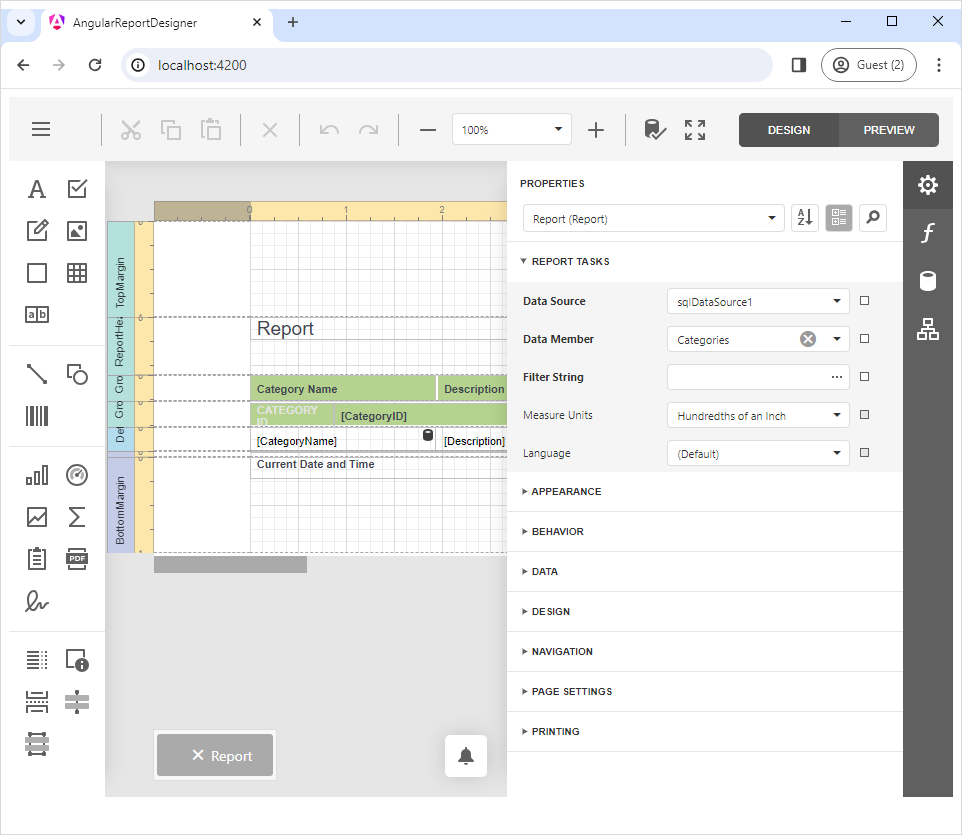 AngularReportDesigner
localhost:4200
Guest (2)
100%
DESIGN
PREVIEW
A
a b
PDF
0 1 2
TopMargin
ReportHe
Gro
Gro
Det
BottomMargin
Report
Category Name Description
CATEGORY ID [CategoryID]
[CategoryName] [Description]
Current Date and Time
Report
PROPERTIES
Report (Report)
A
Z
REPORT TASKS
Data Source sqlDataSource1
Data Member Categories
Filter String ...
Measure Units Hundredths of an Inch
Language (Default)
APPEARANCE
BEHAVIOR
DATA
DESIGN
NAVIGATION
PAGE SETTINGS
PRINTING
f